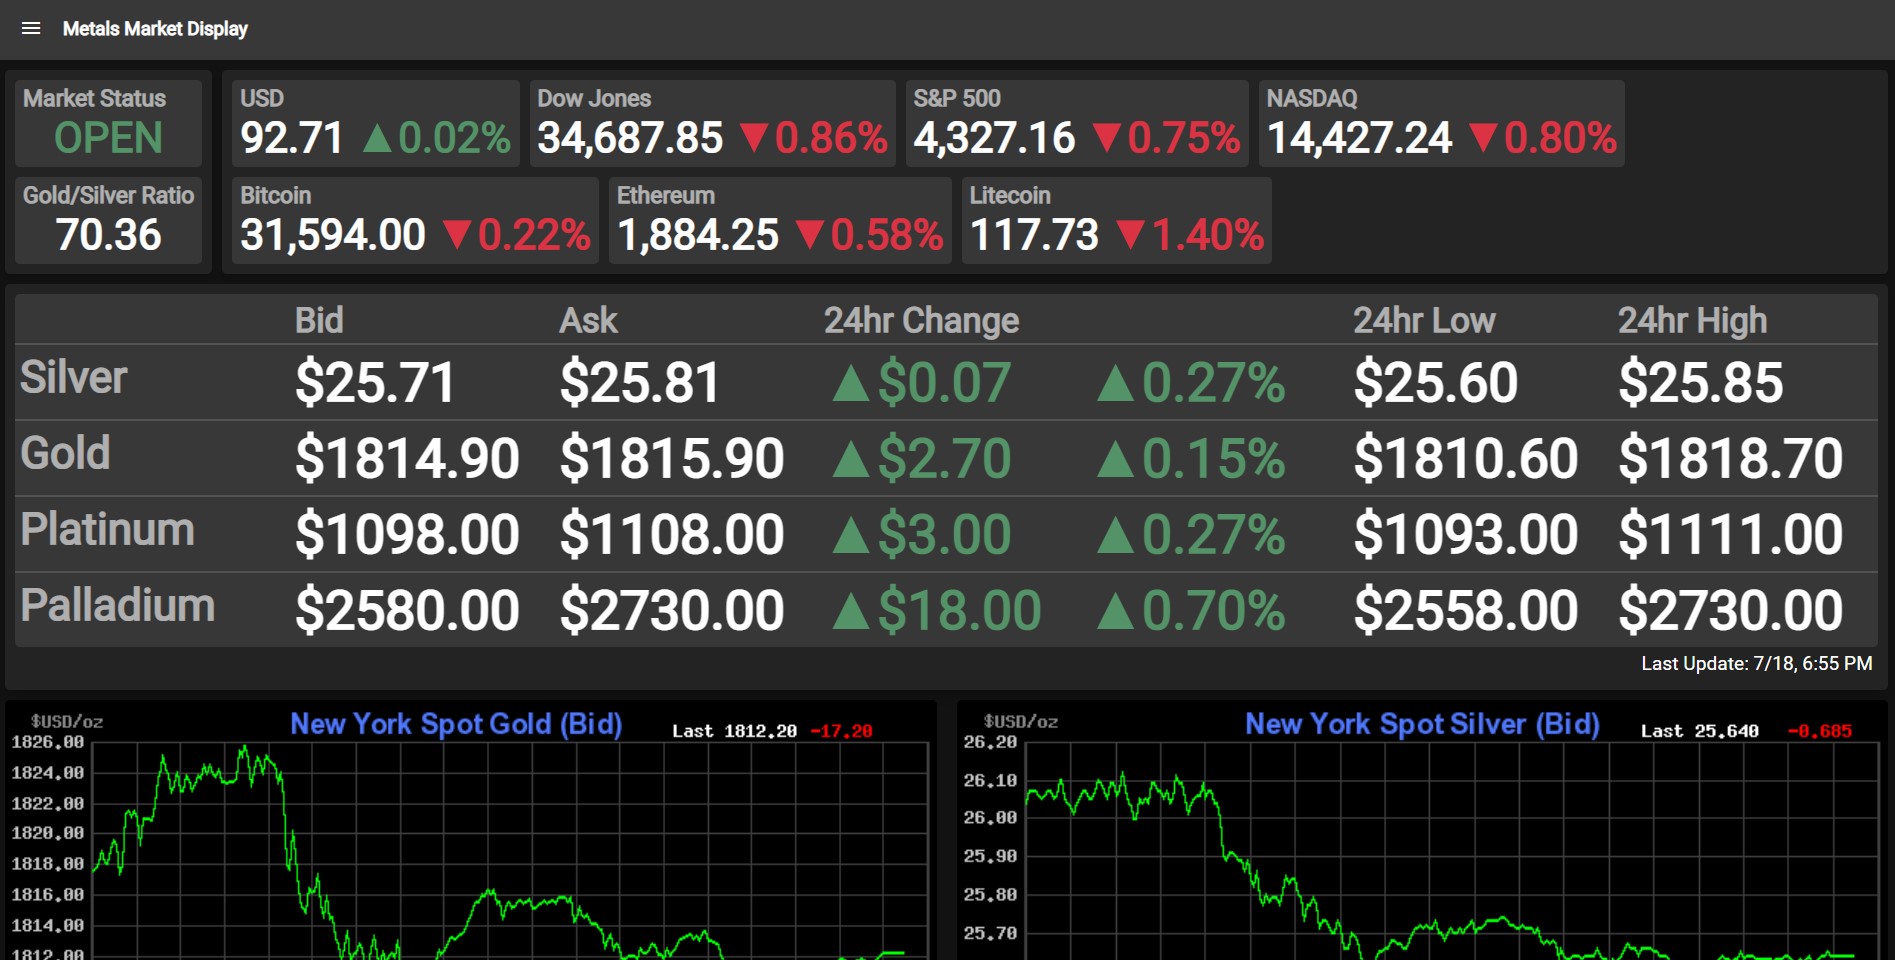 Metals Market Display
Market Status
OPEN
USD
92.71 ▲0.02%
Dow Jones
34,687.85 ▼0.86%
S&P 500
4,327.16 ▼0.75%
NASDAQ
14,427.24 ▼0.80%
Gold/Silver Ratio
70.36
Bitcoin
31,594.00 ▼0.22%
Ethereum
1,884.25 ▼0.58%
Litecoin
117.73 ▼1.40%
Bid Ask 24hr Change 24hr Low 24hr High
Silver $25.71 $25.81 ▲$0.07 ▲0.27% $25.60 $25.85
Gold $1814.90 $1815.90 ▲$2.70 ▲0.15% $1810.60 $1818.70
Platinum $1098.00 $1108.00 ▲$3.00 ▲0.27% $1093.00 $1111.00
Palladium $2580.00 $2730.00 ▲$18.00 ▲0.70% $2558.00 $2730.00
Last Update: 7/18, 6:55 PM
$USD/oz New York Spot Gold (Bid) Last 1812.20 -17.20
1826.00
1824.00
1822.00
1820.00
1818.00
1816.00
1814.00
1812.00
$USD/oz New York Spot Silver (Bid) Last 25.640 -0.685
26.20
26.10
26.00
25.90
25.80
25.70